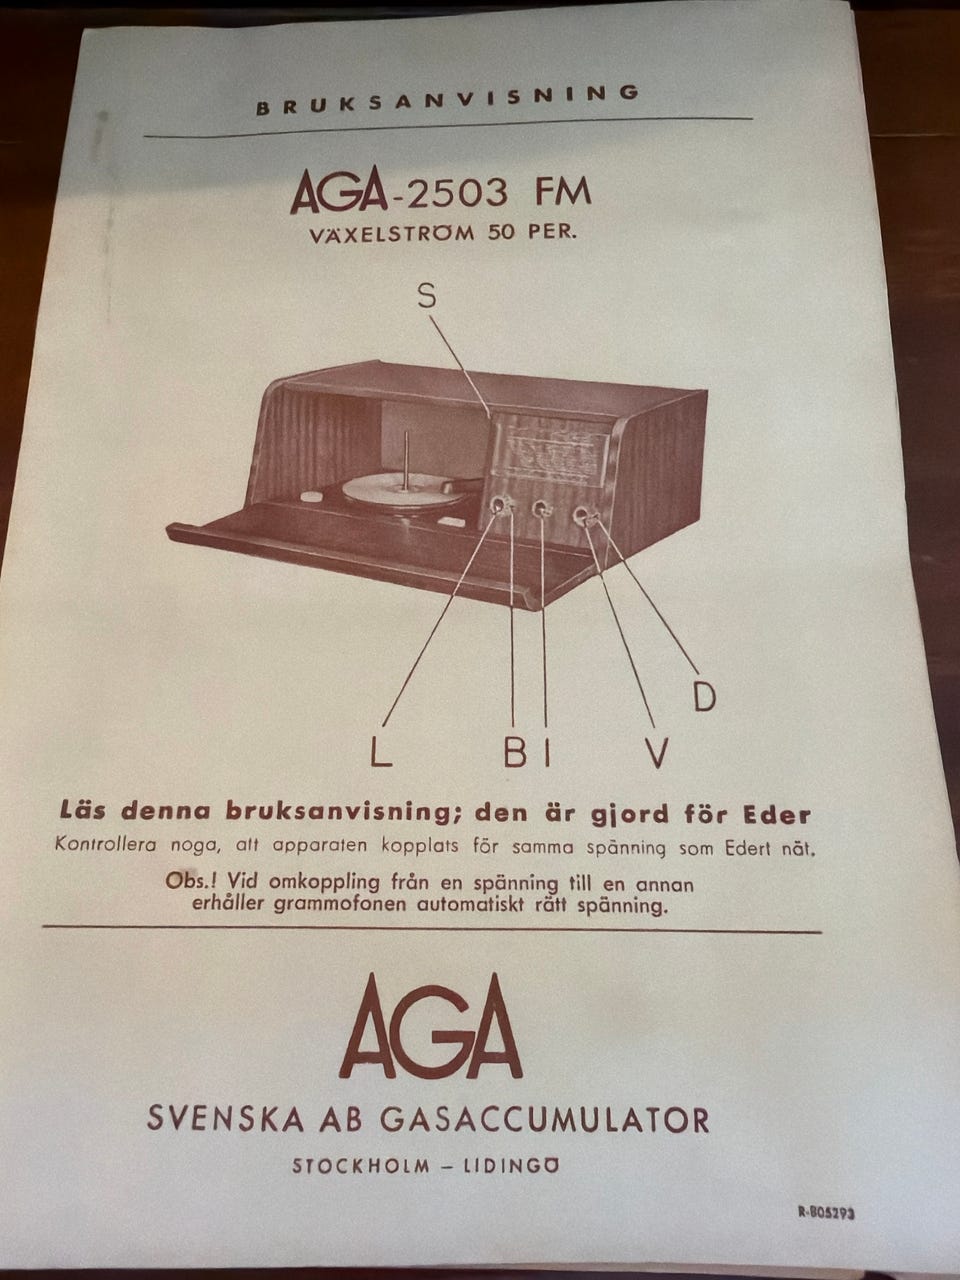 BRUKSANVISNING
AGA-2503 FM
VÄXELSTRÖM 50 PER.
S
D
L B I V
Läs denna bruksanvisning; den är gjord för Eder
Kontrollera noga, att apparaten kopplats för samma spänning som Edert nät.
Obs.! Vid omkoppling från en spänning till en annan
erhåller grammofonen automatiskt rätt spänning.
AGA
SVENSKA AB GASACCUMULATOR
STOCKHOLM – LIDINGÖ
R-805293